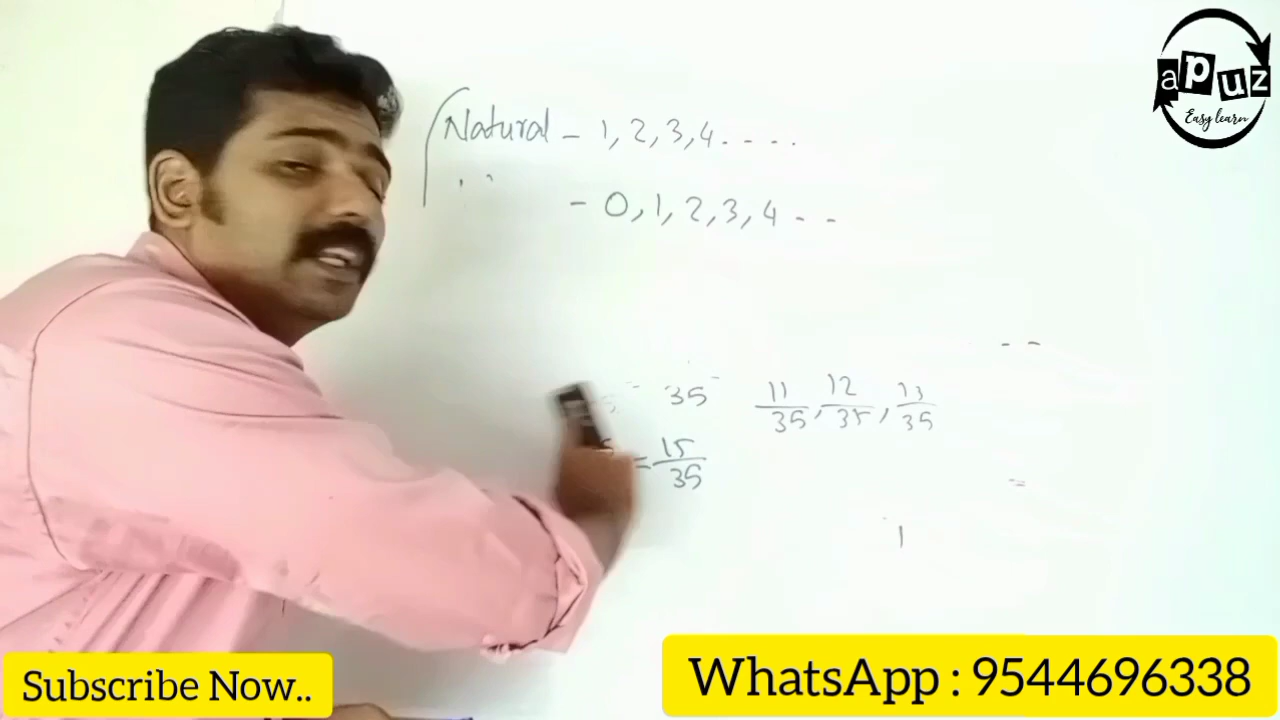 apuz
Easy learn
Natural - 1, 2, 3, 4 . . . .
- 0, 1, 2, 3, 4 - -
35 11/35, 12/35, 13/35
= 15/35
Subscribe Now..
WhatsApp : 9544696338